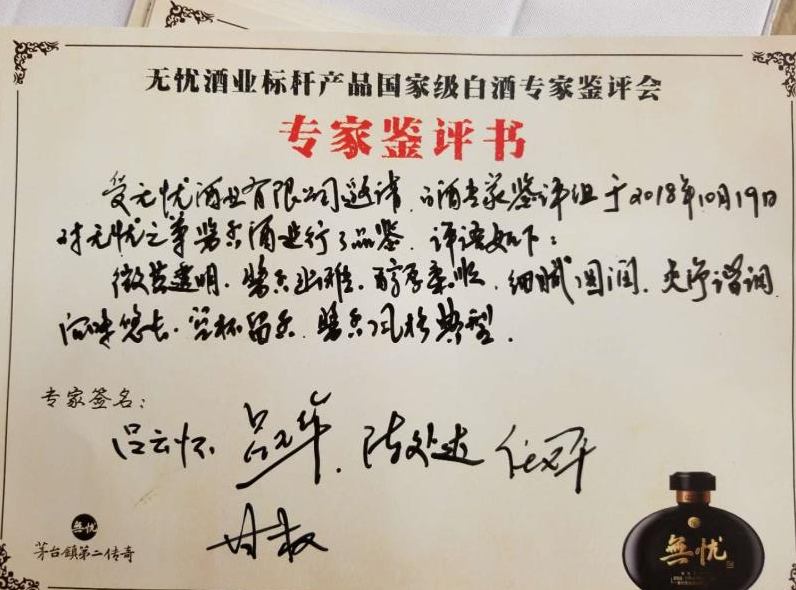 无忧酒业标杆产品国家级白酒专家鉴评会
专家鉴评书
受无忧酒业有限公司邀请,白酒专家鉴评组于2018年10月19日
对无忧之尊酱香酒进行了品鉴,评语如下:
微黄透明、酱香幽雅、醇厚柔顺、细腻圆润、爽净谐调
回味悠长、空杯留香、酱香风格典型。
专家签名:
吕云怀
無忧
茅台鎮第二传奇
無忧